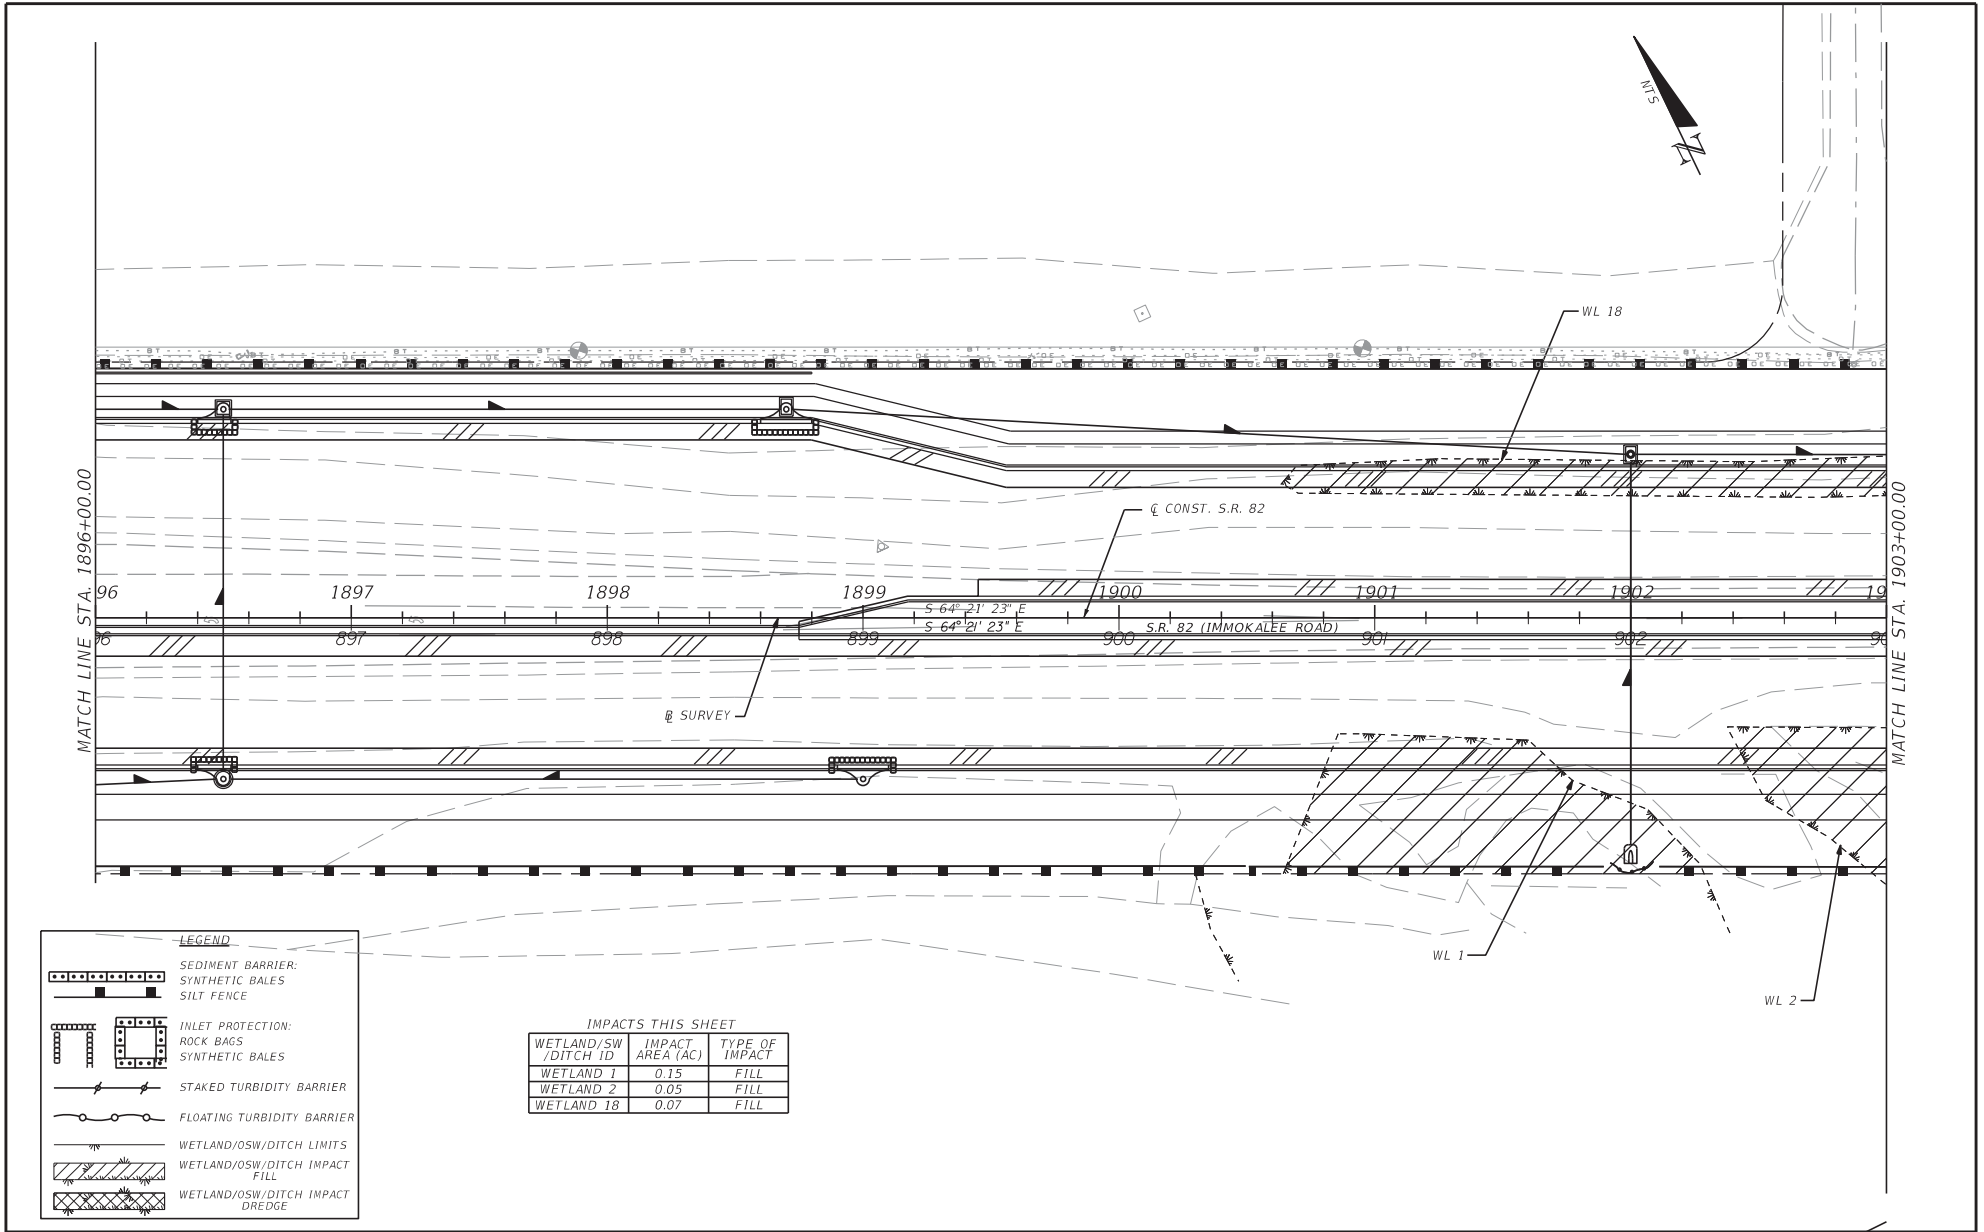 NTS
N
WL 18
MATCH LINE STA. 1896+00.00
MATCH LINE STA. 1903+00.00
℄ CONST. S.R. 82
96
1897
1898
1899
1900
1901
1902
19
S 64° 21' 23" E
S 64° 21' 23" E
S.R. 82 (IMMOKALEE ROAD)
96
897
898
899
900
901
902
90
BL SURVEY
WL 1
WL 2
LEGEND
SEDIMENT BARRIER:
SYNTHETIC BALES
SILT FENCE
INLET PROTECTION:
ROCK BAGS
SYNTHETIC BALES
STAKED TURBIDITY BARRIER
FLOATING TURBIDITY BARRIER
WETLAND/OSW/DITCH LIMITS
WETLAND/OSW/DITCH IMPACT
FILL
WETLAND/OSW/DITCH IMPACT
DREDGE
IMPACTS THIS SHEET
WETLAND/SW /DITCH ID IMPACT AREA (AC) TYPE OF IMPACT
WETLAND 1 0.15 FILL
WETLAND 2 0.05 FILL
WETLAND 18 0.07 FILL